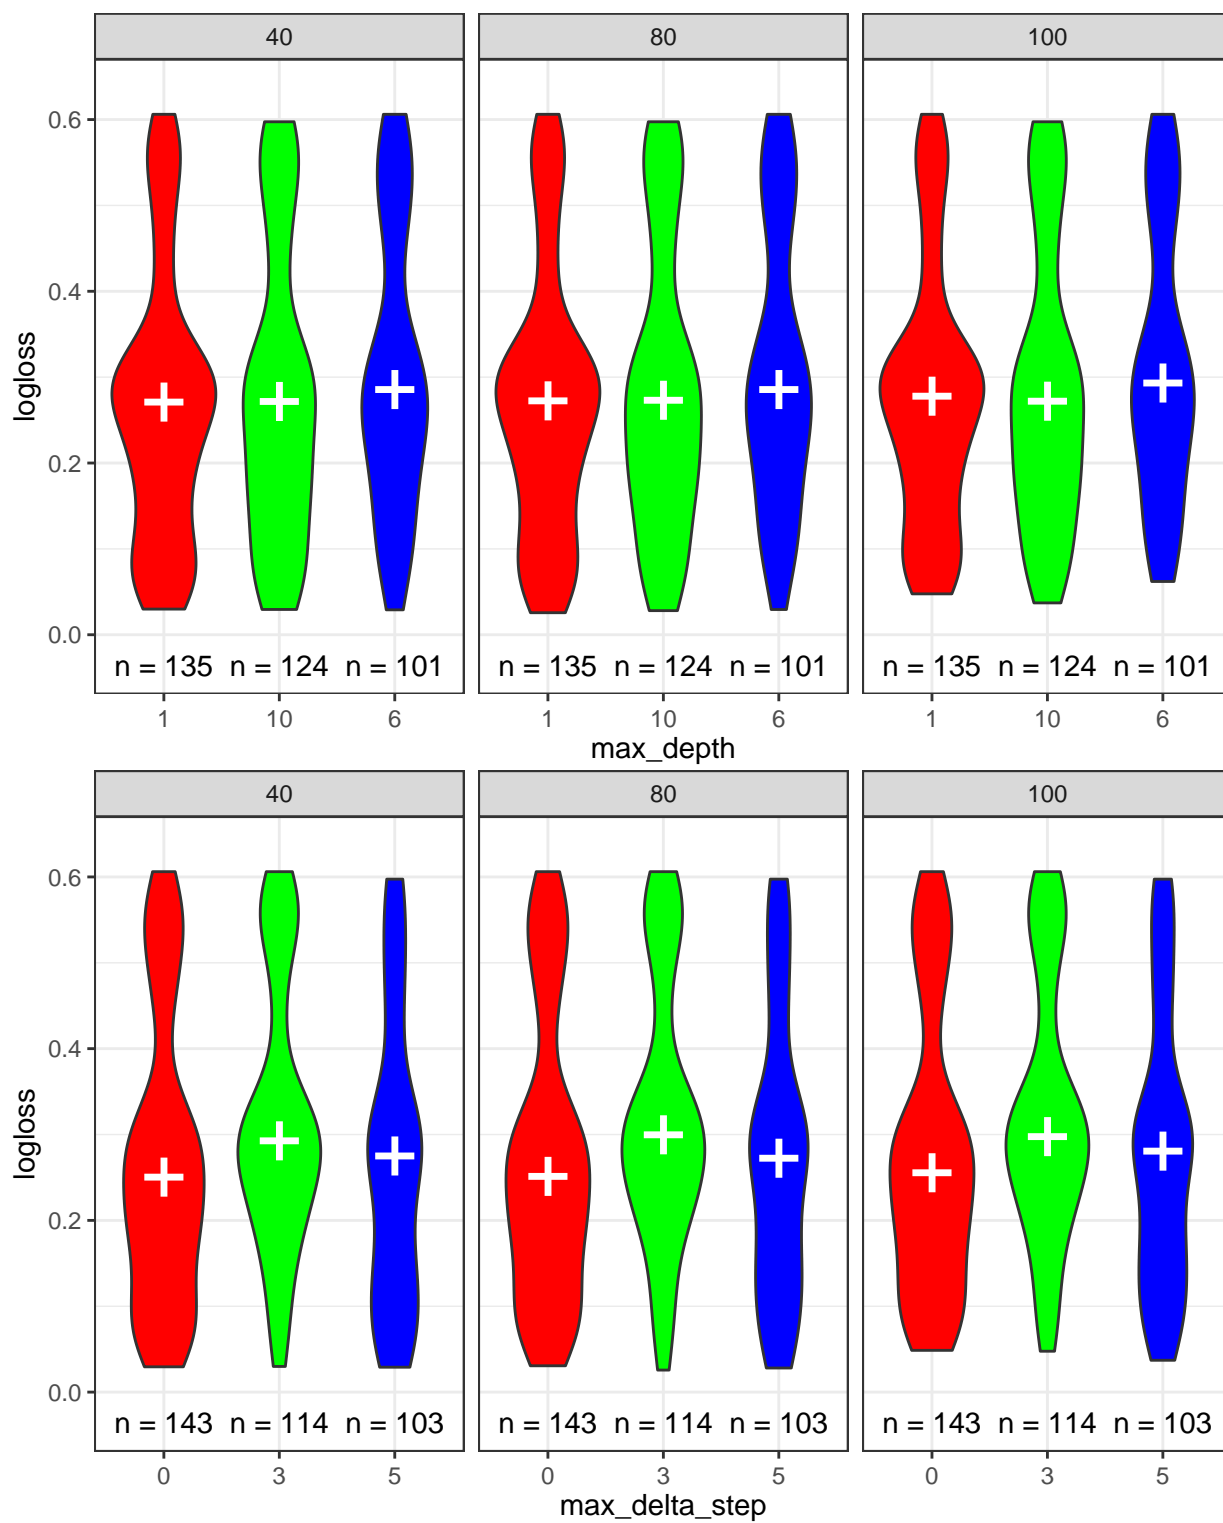 40 80 100
logloss
0.6
0.4
0.2
0.0
n = 135 n = 124 n = 101 n = 135 n = 124 n = 101 n = 135 n = 124 n = 101
1 10 6 1 10 6 1 10 6
max_depth
40 80 100
logloss
0.6
0.4
0.2
0.0
n = 143 n = 114 n = 103 n = 143 n = 114 n = 103 n = 143 n = 114 n = 103
0 3 5 0 3 5 0 3 5
max_delta_step